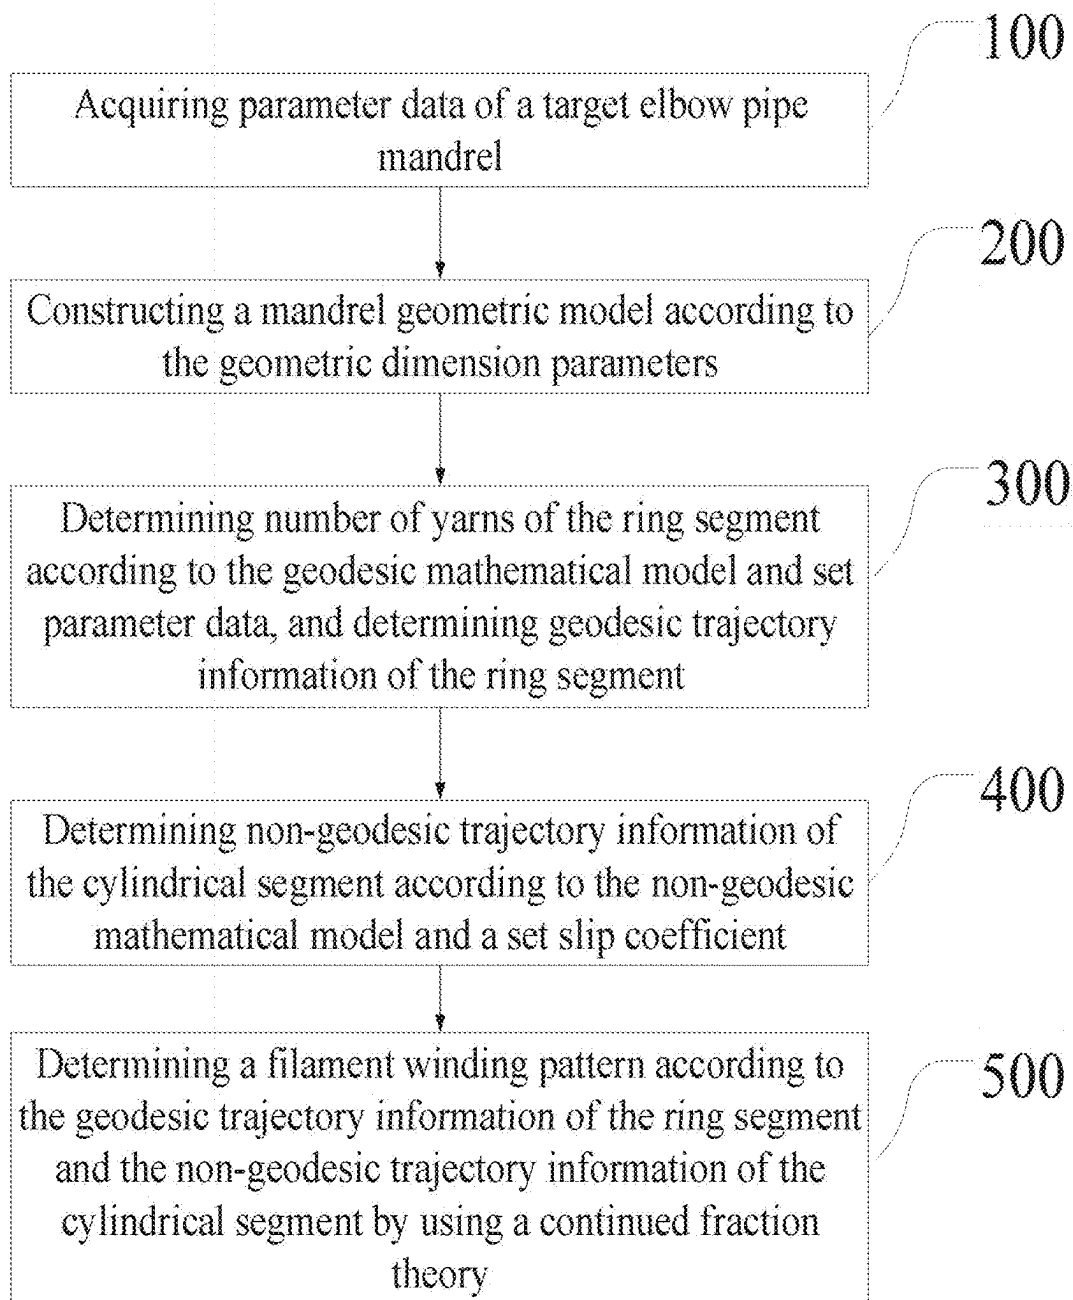 100
Acquiring parameter data of a target elbow pipe
mandrel
200
Constructing a mandrel geometric model according to
the geometric dimension parameters
300
Determining number of yarns of the ring segment
according to the geodesic mathematical model and set
parameter data, and determining geodesic trajectory
information of the ring segment
400
Determining non-geodesic trajectory information of
the cylindrical segment according to the non-geodesic
mathematical model and a set slip coefficient
500
Determining a filament winding pattern according to
the geodesic trajectory information of the ring segment
and the non-geodesic trajectory information of the
cylindrical segment by using a continued fraction
theory